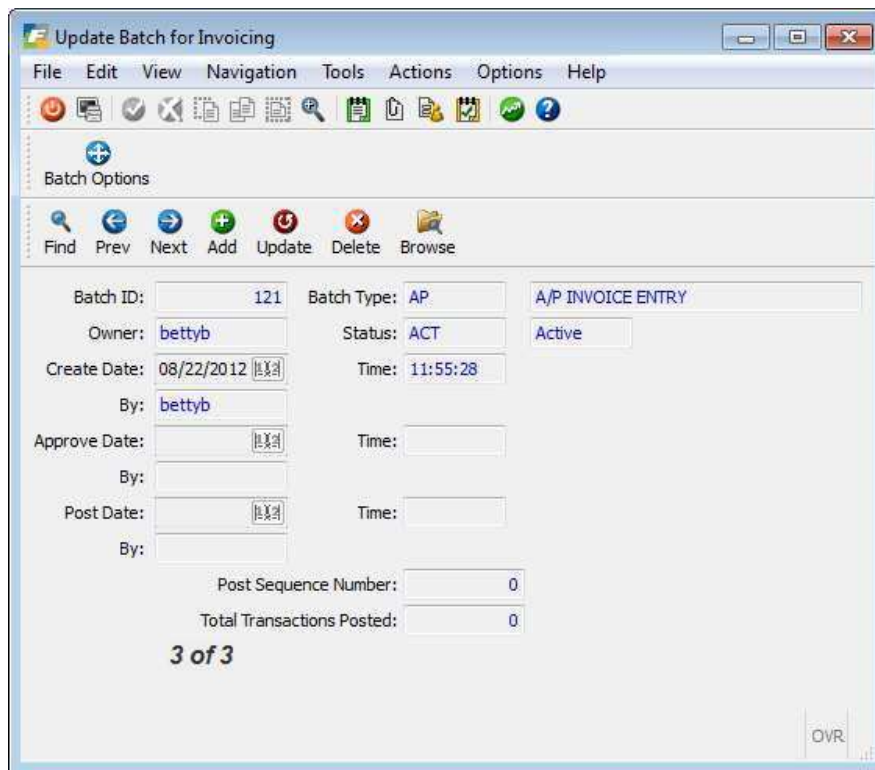 Update Batch for Invoicing
File Edit View Navigation Tools Actions Options Help
Batch Options
Find Prev Next Add Update Delete Browse
Batch ID: 121 Batch Type: AP A/P INVOICE ENTRY
Owner: bettyb Status: ACT Active
Create Date: 08/22/2012 Time: 11:55:28
By: bettyb
Approve Date: Time:
By:
Post Date: Time:
By:
Post Sequence Number: 0
Total Transactions Posted: 0
3 of 3
OVR